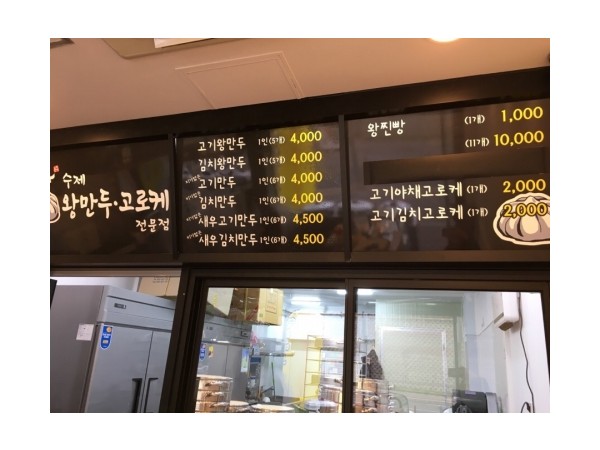 수제
왕만두·고로케
전문점
고기왕만두 1인(5개) 4,000
김치왕만두 1인(5개) 4,000
고기만두 1인(6개) 4,000
김치만두 1인(6개) 4,000
새우고기만두 1인(6개) 4,500
새우김치만두 1인(6개) 4,500
왕찐빵 (1개) 1,000
(11개) 10,000
고기야채고로케 (1개) 2,000
고기김치고로케 (1개) 2,000